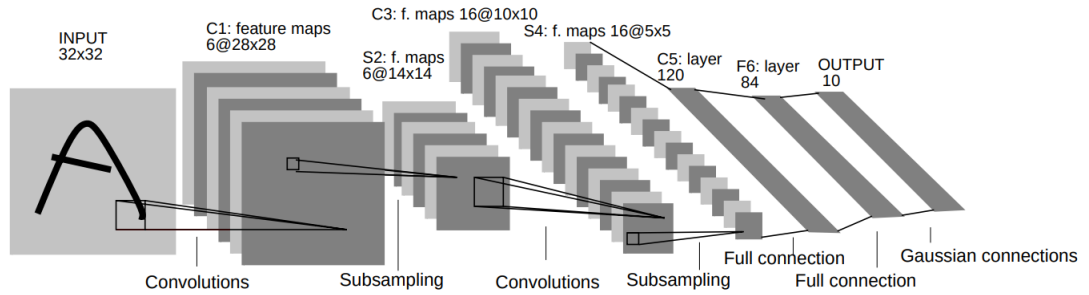 INPUT
32x32
C1: feature maps
6@28x28
S2: f. maps
6@14x14
C3: f. maps 16@10x10
S4: f. maps 16@5x5
C5: layer
120
F6: layer
84
OUTPUT
10
Convolutions
Subsampling
Convolutions
Subsampling
Full connection
Full connection
Gaussian connections